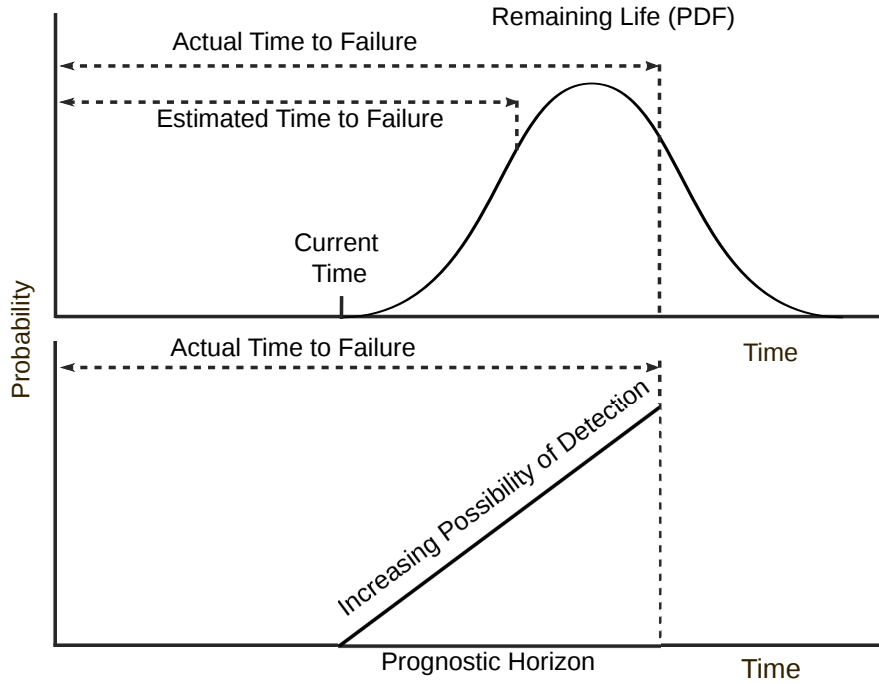 Remaining Life (PDF)
Actual Time to Failure
Estimated Time to Failure
Current
Time
Probability
Time
Actual Time to Failure
Increasing Possibility of Detection
Prognostic Horizon
Time